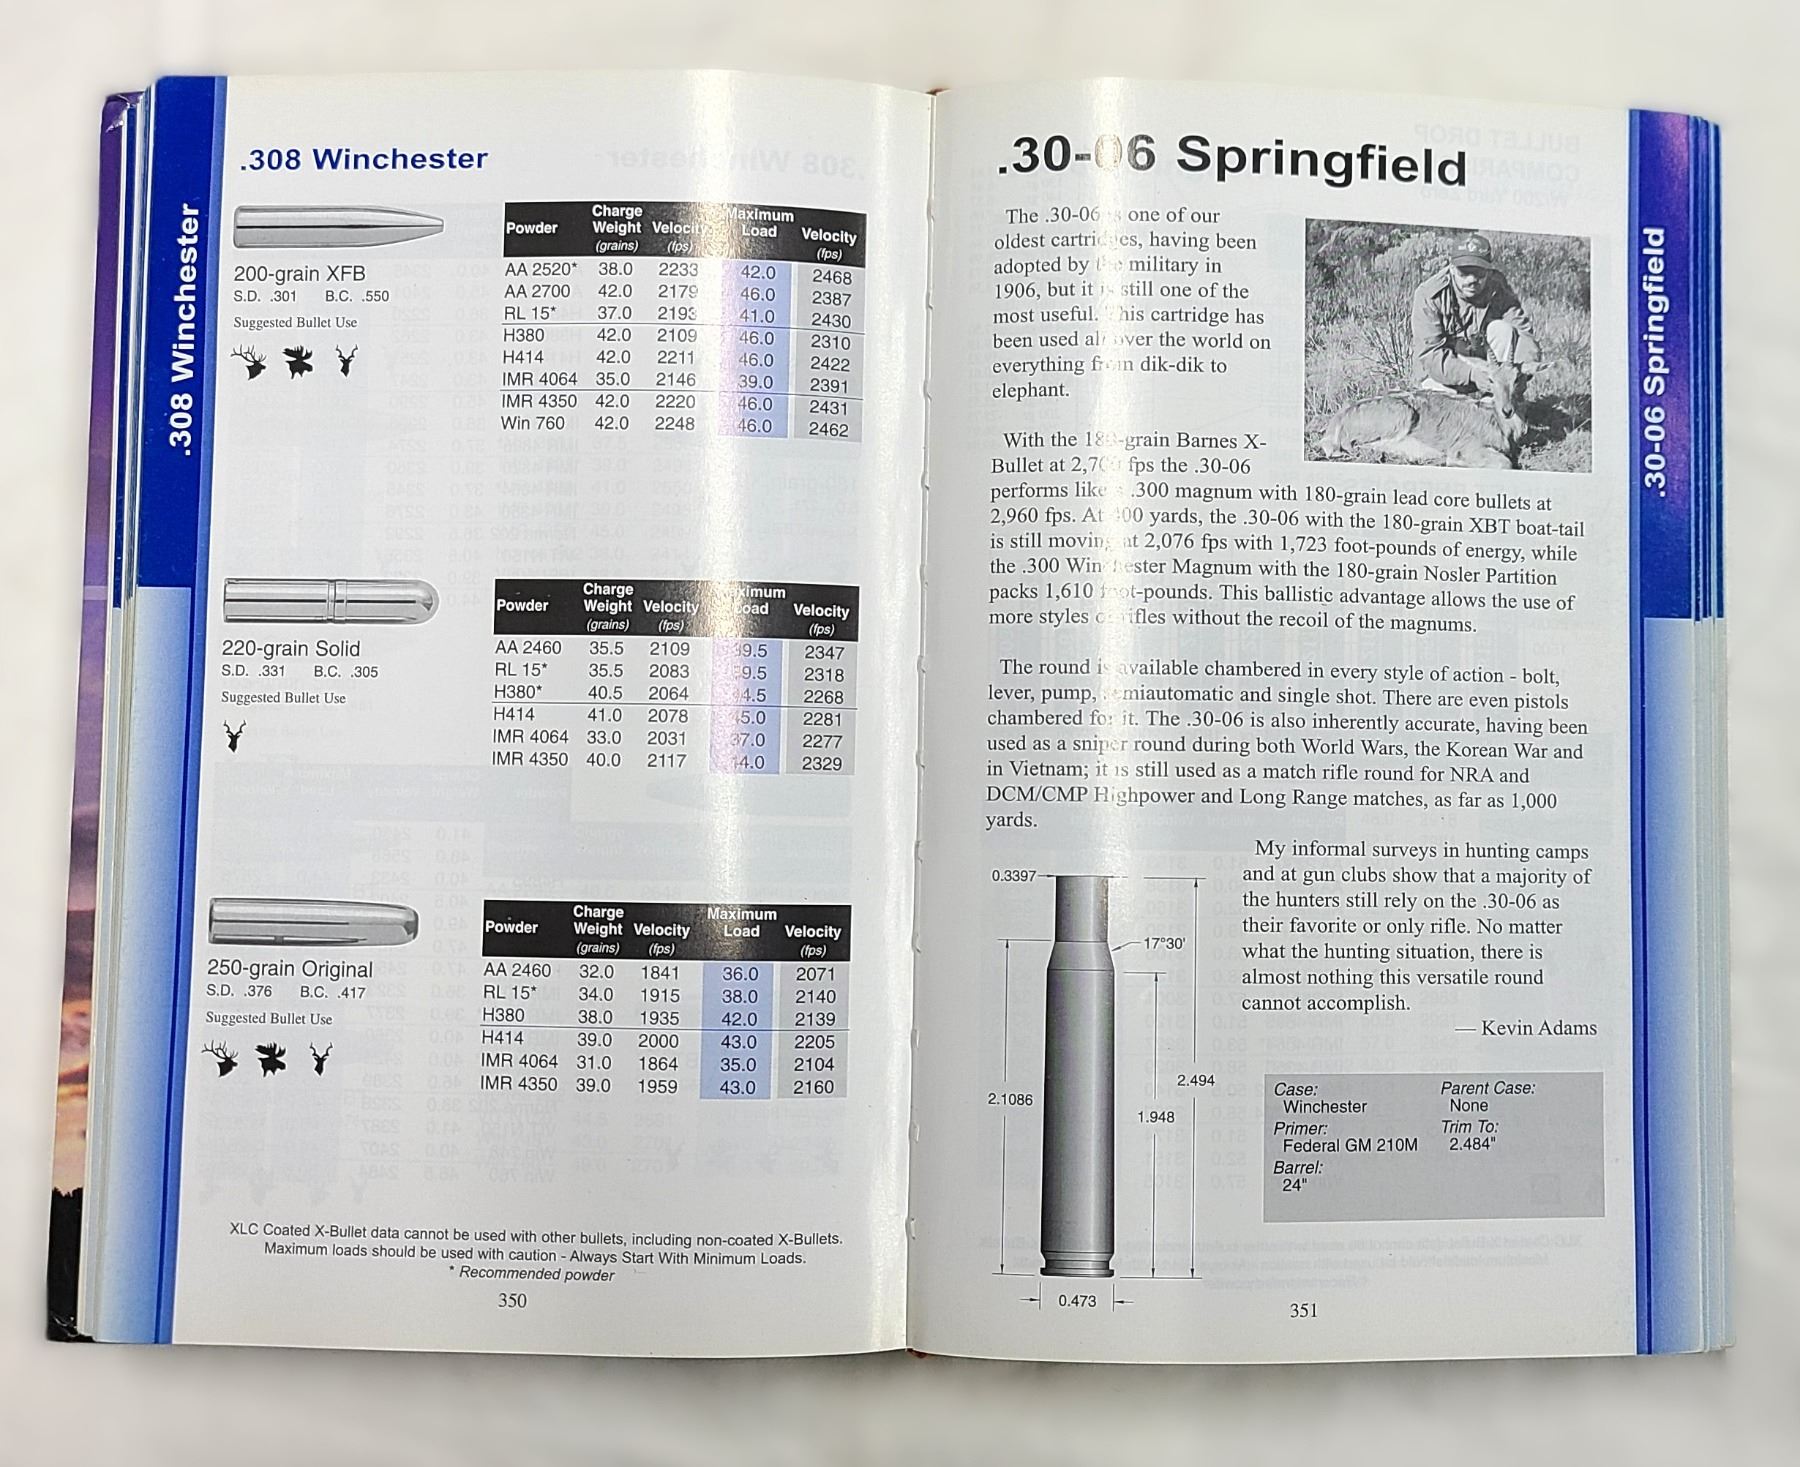 .308 Winchester
.308 Winchester
200-grain XFB
S.D. .301 B.C. .550
Suggested Bullet Use
Powder Charge Weight (grains) Velocity (fps) Maximum Load Velocity (fps)
AA 2520* 38.0 2233 42.0 2468
AA 2700 42.0 2179 46.0 2387
RL 15* 37.0 2193 41.0 2430
H380 42.0 2109 46.0 2310
H414 42.0 2211 46.0 2422
IMR 4064 35.0 2146 39.0 2391
IMR 4350 42.0 2220 46.0 2431
Win 760 42.0 2248 46.0 2462
220-grain Solid
S.D. .331 B.C. .305
Suggested Bullet Use
Powder Charge Weight (grains) Velocity (fps) Maximum Load Velocity (fps)
AA 2460 35.5 2109 39.5 2347
RL 15* 35.5 2083 39.5 2318
H380* 40.5 2064 44.5 2268
H414 41.0 2078 45.0 2281
IMR 4064 33.0 2031 37.0 2277
IMR 4350 40.0 2117 44.0 2329
250-grain Original
S.D. .376 B.C. .417
Suggested Bullet Use
Powder Charge Weight (grains) Velocity (fps) Maximum Load Velocity (fps)
AA 2460 32.0 1841 36.0 2071
RL 15* 34.0 1915 38.0 2140
H380 38.0 1935 42.0 2139
H414 39.0 2000 43.0 2205
IMR 4064 31.0 1864 35.0 2104
IMR 4350 39.0 1959 43.0 2160
XLC Coated X-Bullet data cannot be used with other bullets, including non-coated X-Bullets.
Maximum loads should be used with caution - Always Start With Minimum Loads.
* Recommended powder
350
.30-06 Springfield
The .30-06 is one of our
oldest cartridges, having been
adopted by the military in
1906, but it is still one of the
most useful. This cartridge has
been used all over the world on
everything from dik-dik to
elephant.
With the 180-grain Barnes X-
Bullet at 2,700 fps the .30-06
performs like a .300 magnum with 180-grain lead core bullets at
2,960 fps. At 400 yards, the .30-06 with the 180-grain XBT boat-tail
is still moving at 2,076 fps with 1,723 foot-pounds of energy, while
the .300 Winchester Magnum with the 180-grain Nosler Partition
packs 1,610 foot-pounds. This ballistic advantage allows the use of
more styles of rifles without the recoil of the magnums.
The round is available chambered in every style of action - bolt,
lever, pump, semiautomatic and single shot. There are even pistols
chambered for it. The .30-06 is also inherently accurate, having been
used as a sniper round during both World Wars, the Korean War and
in Vietnam; it is still used as a match rifle round for NRA and
DCM/CMP Highpower and Long Range matches, as far as 1,000
yards.
My informal surveys in hunting camps
and at gun clubs show that a majority of
the hunters still rely on the .30-06 as
their favorite or only rifle. No matter
what the hunting situation, there is
almost nothing this versatile round
cannot accomplish.
— Kevin Adams
0.3397
17°30'
2.494
2.1086
1.948
0.473
Case: Parent Case:
Winchester None
Primer: Trim To:
Federal GM 210M 2.484"
Barrel:
24"
351
.30-06 Springfield